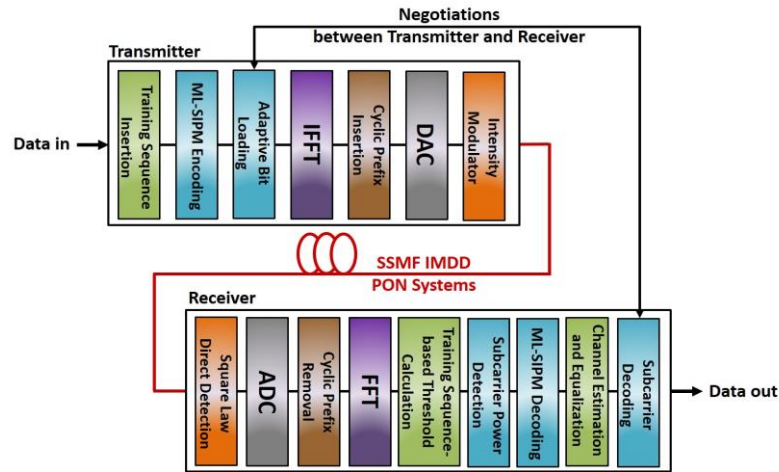 Negotiations
between Transmitter and Receiver
Transmitter
Data in
Training Sequence
Insertion
ML-SIPM Encoding
Adaptive Bit
Loading
IFFT
Cyclic Prefix
Insertion
DAC
Intensity
Modulator
SSMF IMDD
PON Systems
Receiver
Square Law
Direct Detection
ADC
Cyclic Prefix
Removal
FFT
Training Sequence-
based Threshold
Calculation
Subcarrier Power
Detection
ML-SIPM Decoding
Channel Estimation
and Equalization
Subcarrier
Decoding
Data out